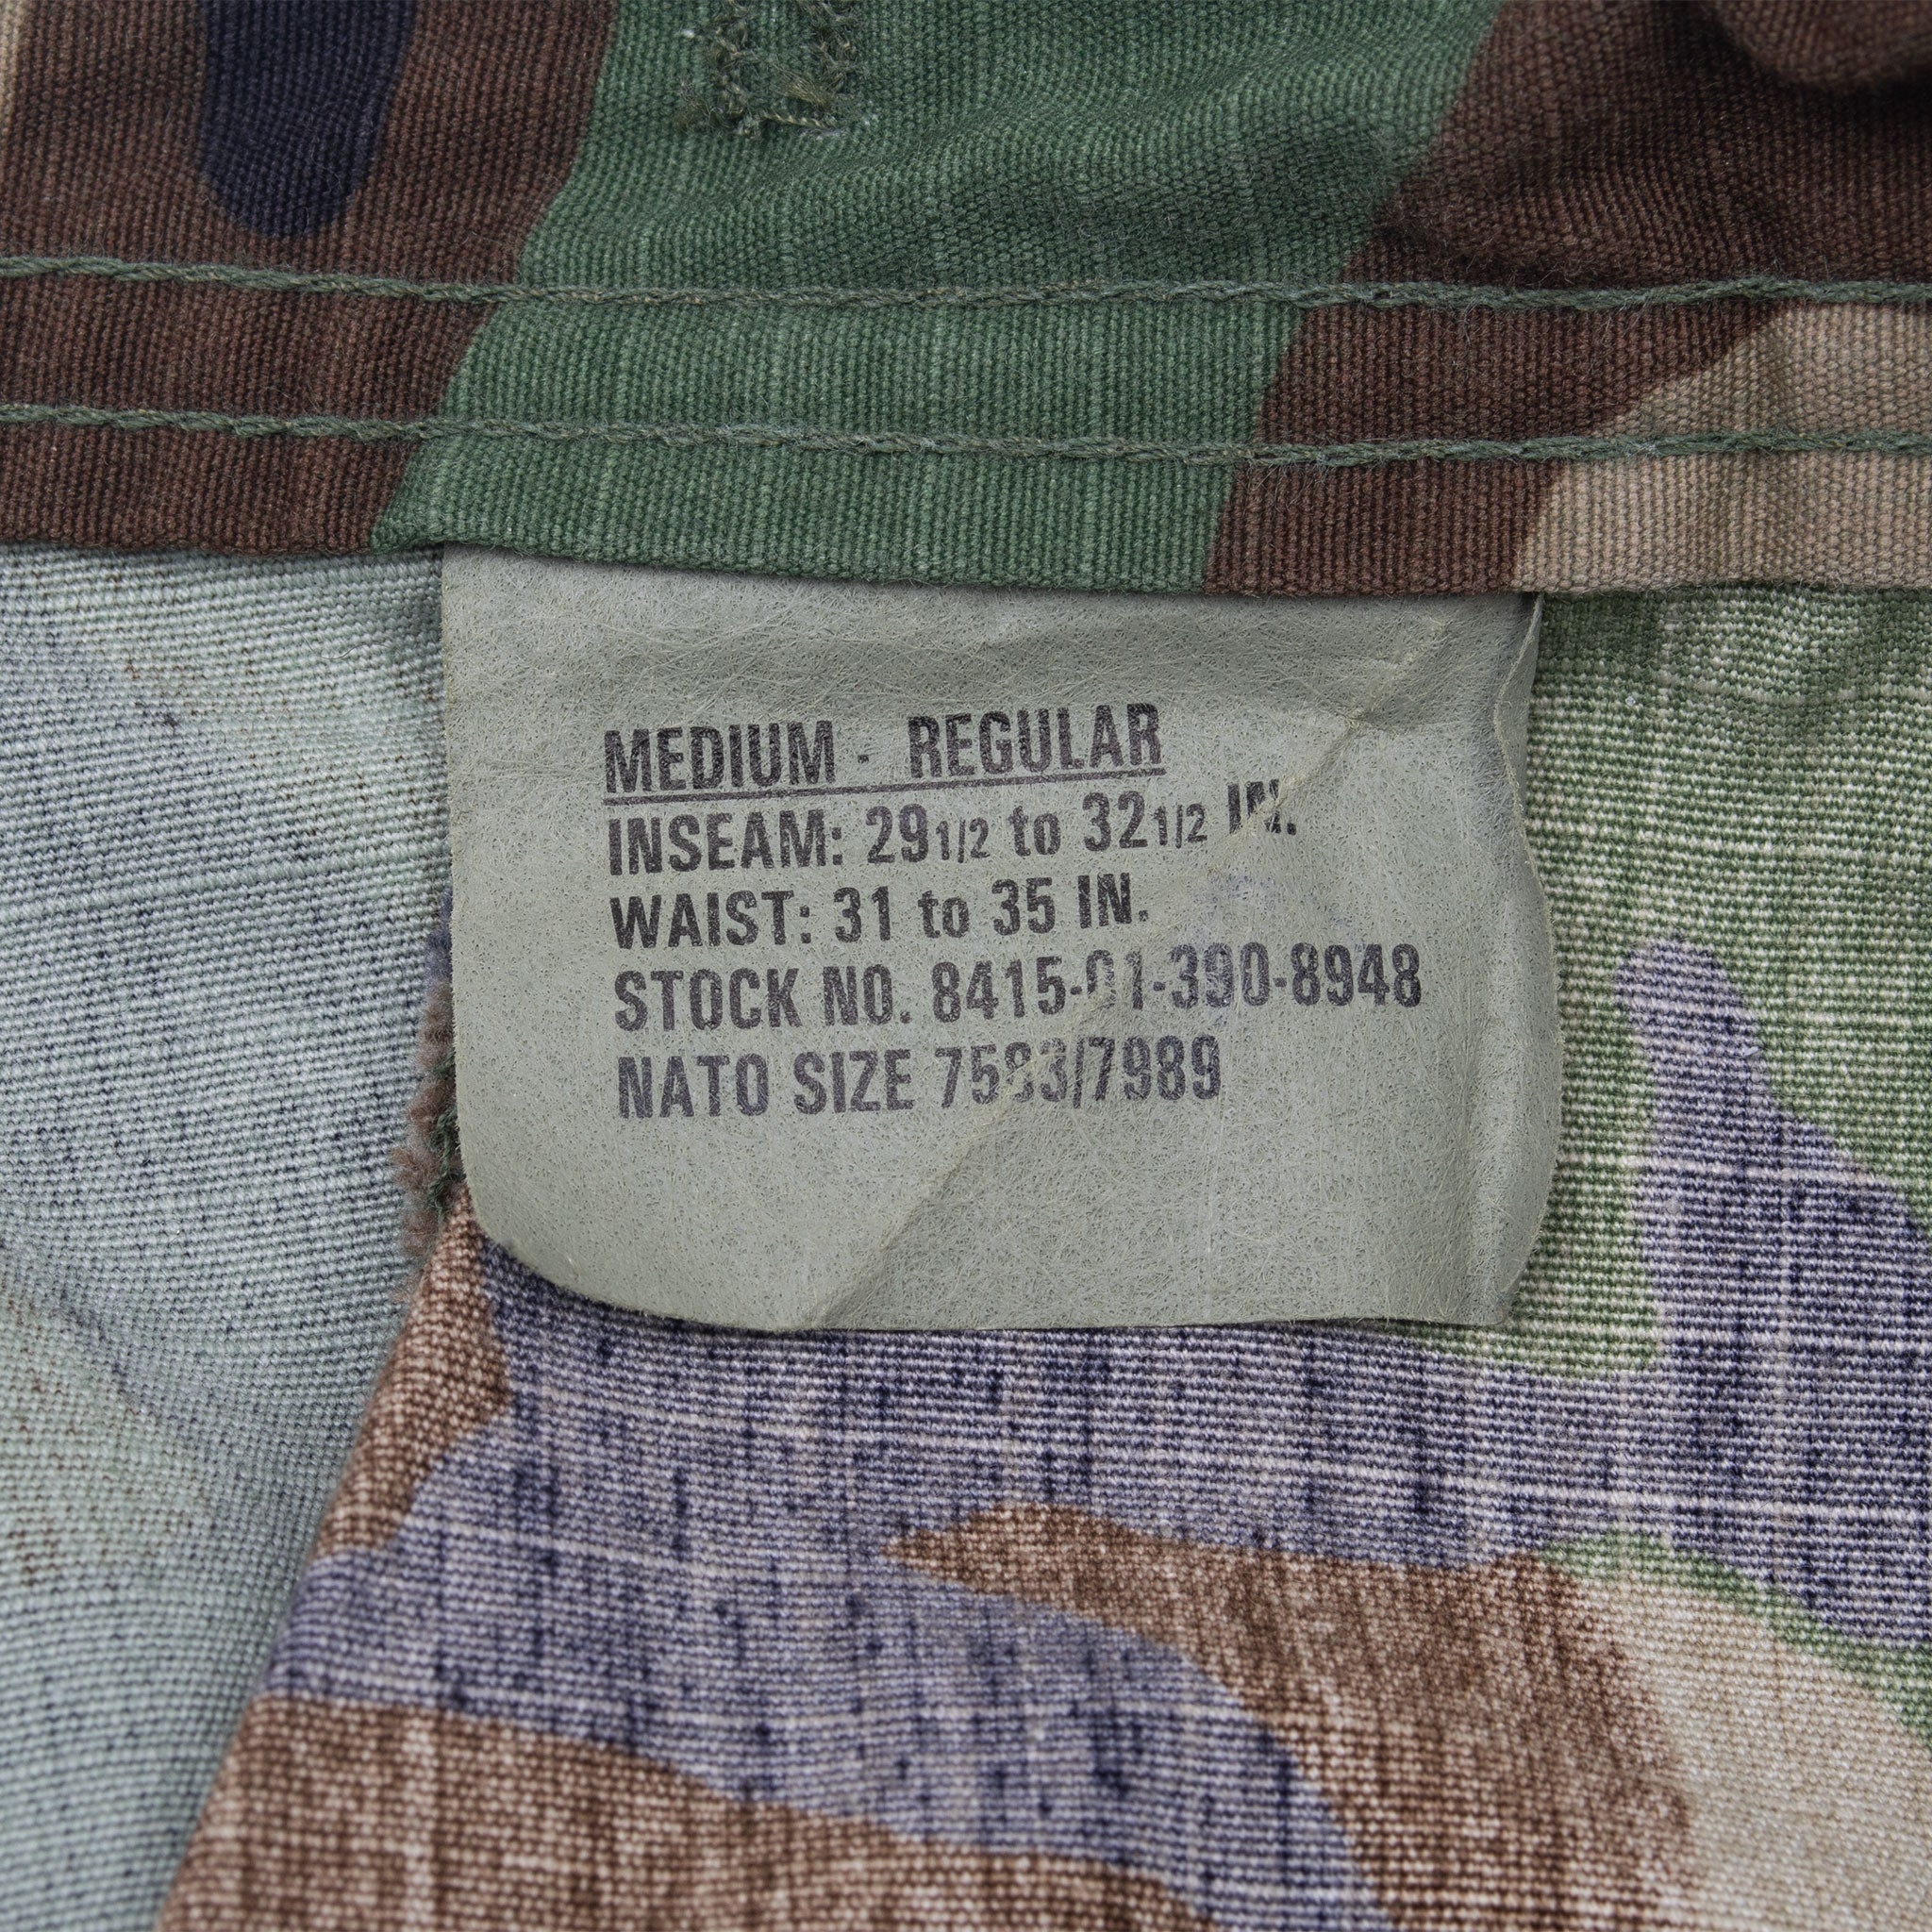 MEDIUM - REGULAR
INSEAM: 29 1/2 to 32 1/2 IN.
WAIST: 31 to 35 IN.
STOCK NO. 8415-01-390-8948
NATO SIZE 7583/7989